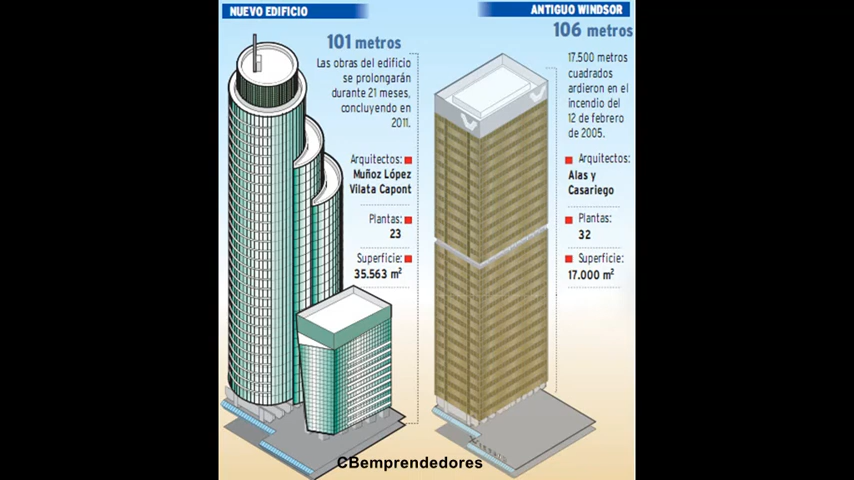 NUEVO EDIFICIO
101 metros
Las obras del edificio
se prolongarán
durante 21 meses,
concluyendo en
2011.
Arquitectos:
Muñoz López
Vilata Capont
Plantas:
23
Superficie:
35.563 m²
ANTIGUO WINDSOR
106 metros
17.500 metros
cuadrados
ardieron en el
incendio del
12 de febrero
de 2005.
Arquitectos:
Alas y
Casariego
Plantas:
32
Superficie:
17.000 m²
CBemprendedores